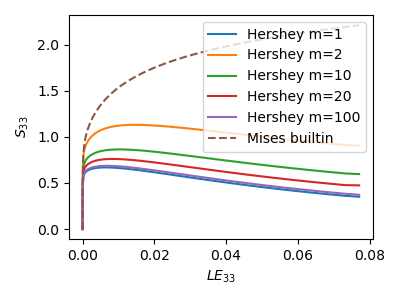 Hershey m=1
Hershey m=2
Hershey m=10
Hershey m=20
Hershey m=100
Mises builtin
2.0
1.5
1.0
0.5
0.0
S33
0.00
0.02
0.04
0.06
0.08
LE33